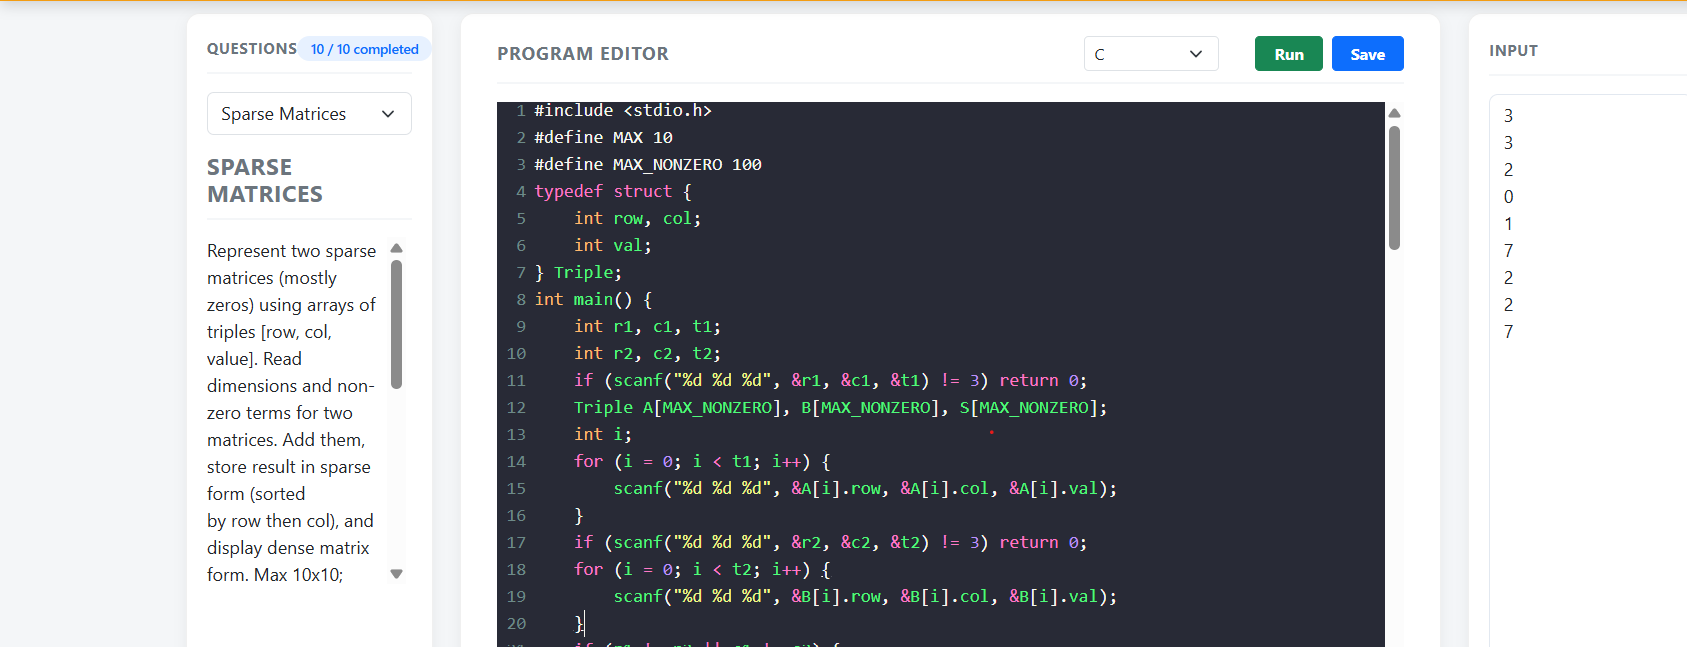 QUESTIONS 10 / 10 completed
Sparse Matrices
SPARSE
MATRICES
Represent two sparse
matrices (mostly
zeros) using arrays of
triples [row, col,
value]. Read
dimensions and non-
zero terms for two
matrices. Add them,
store result in sparse
form (sorted
by row then col), and
display dense matrix
form. Max 10x10;
PROGRAM EDITOR
C
Run
Save
1 #include <stdio.h>
2 #define MAX 10
3 #define MAX_NONZERO 100
4 typedef struct {
5     int row, col;
6     int val;
7 } Triple;
8 int main() {
9     int r1, c1, t1;
10     int r2, c2, t2;
11     if (scanf("%d %d %d", &r1, &c1, &t1) != 3) return 0;
12     Triple A[MAX_NONZERO], B[MAX_NONZERO], S[MAX_NONZERO];
13     int i;
14     for (i = 0; i < t1; i++) {
15         scanf("%d %d %d", &A[i].row, &A[i].col, &A[i].val);
16     }
17     if (scanf("%d %d %d", &r2, &c2, &t2) != 3) return 0;
18     for (i = 0; i < t2; i++) {
19         scanf("%d %d %d", &B[i].row, &B[i].col, &B[i].val);
20     }
INPUT
3
3
2
0
1
7
2
2
7